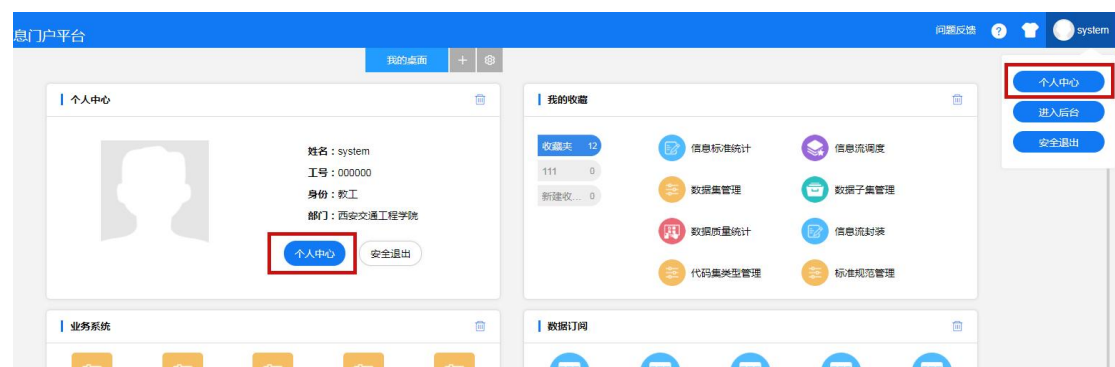 息门户平台
问题反馈 ? system
我的桌面 +
个人中心
姓名：system
工号：000000
身份：教工
部门：西安交通工程学院
个人中心 安全退出
我的收藏
收藏夹 12
111 0
新建收... 0
信息标准统计 信息流调度
数据集管理 数据子集管理
数据质量统计 信息流封装
代码集类型管理 标准规范管理
个人中心
进入后台
安全退出
业务系统
数据订阅